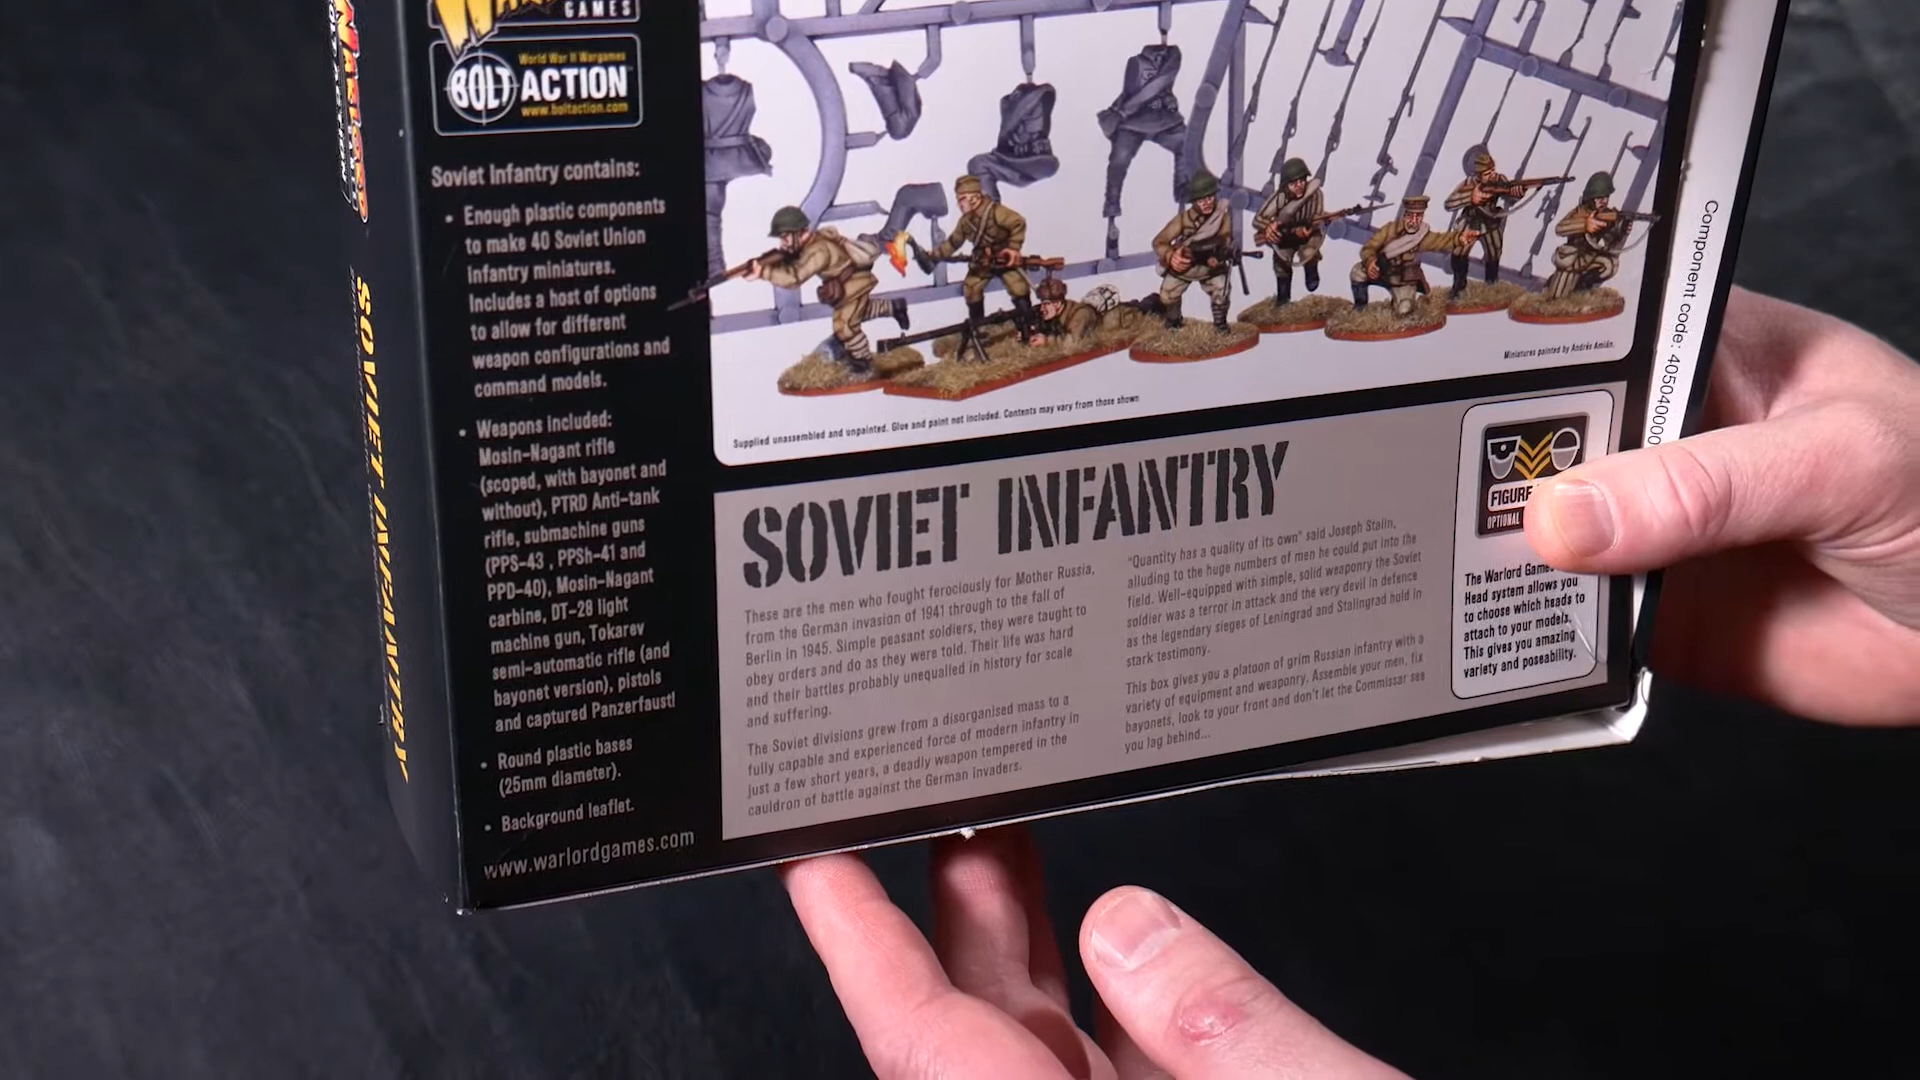 GAMES
World War II Wargames
BOLT ACTION
www.boltaction.com
Soviet Infantry contains:
• Enough plastic components
to make 40 Soviet Union
Infantry miniatures.
Includes a host of options
to allow for different
weapon configurations and
command models.
• Weapons included:
Mosin-Nagant rifle
(scoped, with bayonet and
without), PTRD Anti-tank
rifle, submachine guns
(PPS-43 , PPSh-41 and
PPD-40), Mosin-Nagant
carbine, DT-28 light
machine gun, Tokarev
semi-automatic rifle (and
bayonet version), pistols
and captured Panzerfaust!
• Round plastic bases
(25mm diameter).
• Background leaflet.
www.warlordgames.com
SOVIET INFANTRY
Miniatures painted by Andrés Amián.
Supplied unassembled and unpainted. Glue and paint not included. Contents may vary from those shown
SOVIET INFANTRY
These are the men who fought ferociously for Mother Russia,
from the German invasion of 1941 through to the fall of
Berlin in 1945. Simple peasant soldiers, they were taught to
obey orders and do as they were told. Their life was hard
and their battles probably unequalled in history for scale
and suffering.
The Soviet divisions grew from a disorganised mass to a
fully capable and experienced force of modern infantry in
just a few short years, a deadly weapon tempered in the
cauldron of battle against the German invaders.
"Quantity has a quality of its own" said Joseph Stalin,
alluding to the huge numbers of men he could put into the
field. Well-equipped with simple, solid weaponry the Soviet
soldier was a terror in attack and the very devil in defence
as the legendary sieges of Leningrad and Stalingrad hold in
stark testimony.
This box gives you a platoon of grim Russian infantry with a
variety of equipment and weaponry. Assemble your men, fix
bayonets, look to your front and don't let the Commissar see
you lag behind...
FIGURE
OPTIONAL
The Warlord Games
Head system allows you
to choose which heads to
attach to your models.
This gives you amazing
variety and poseability.
Component code: 405040000